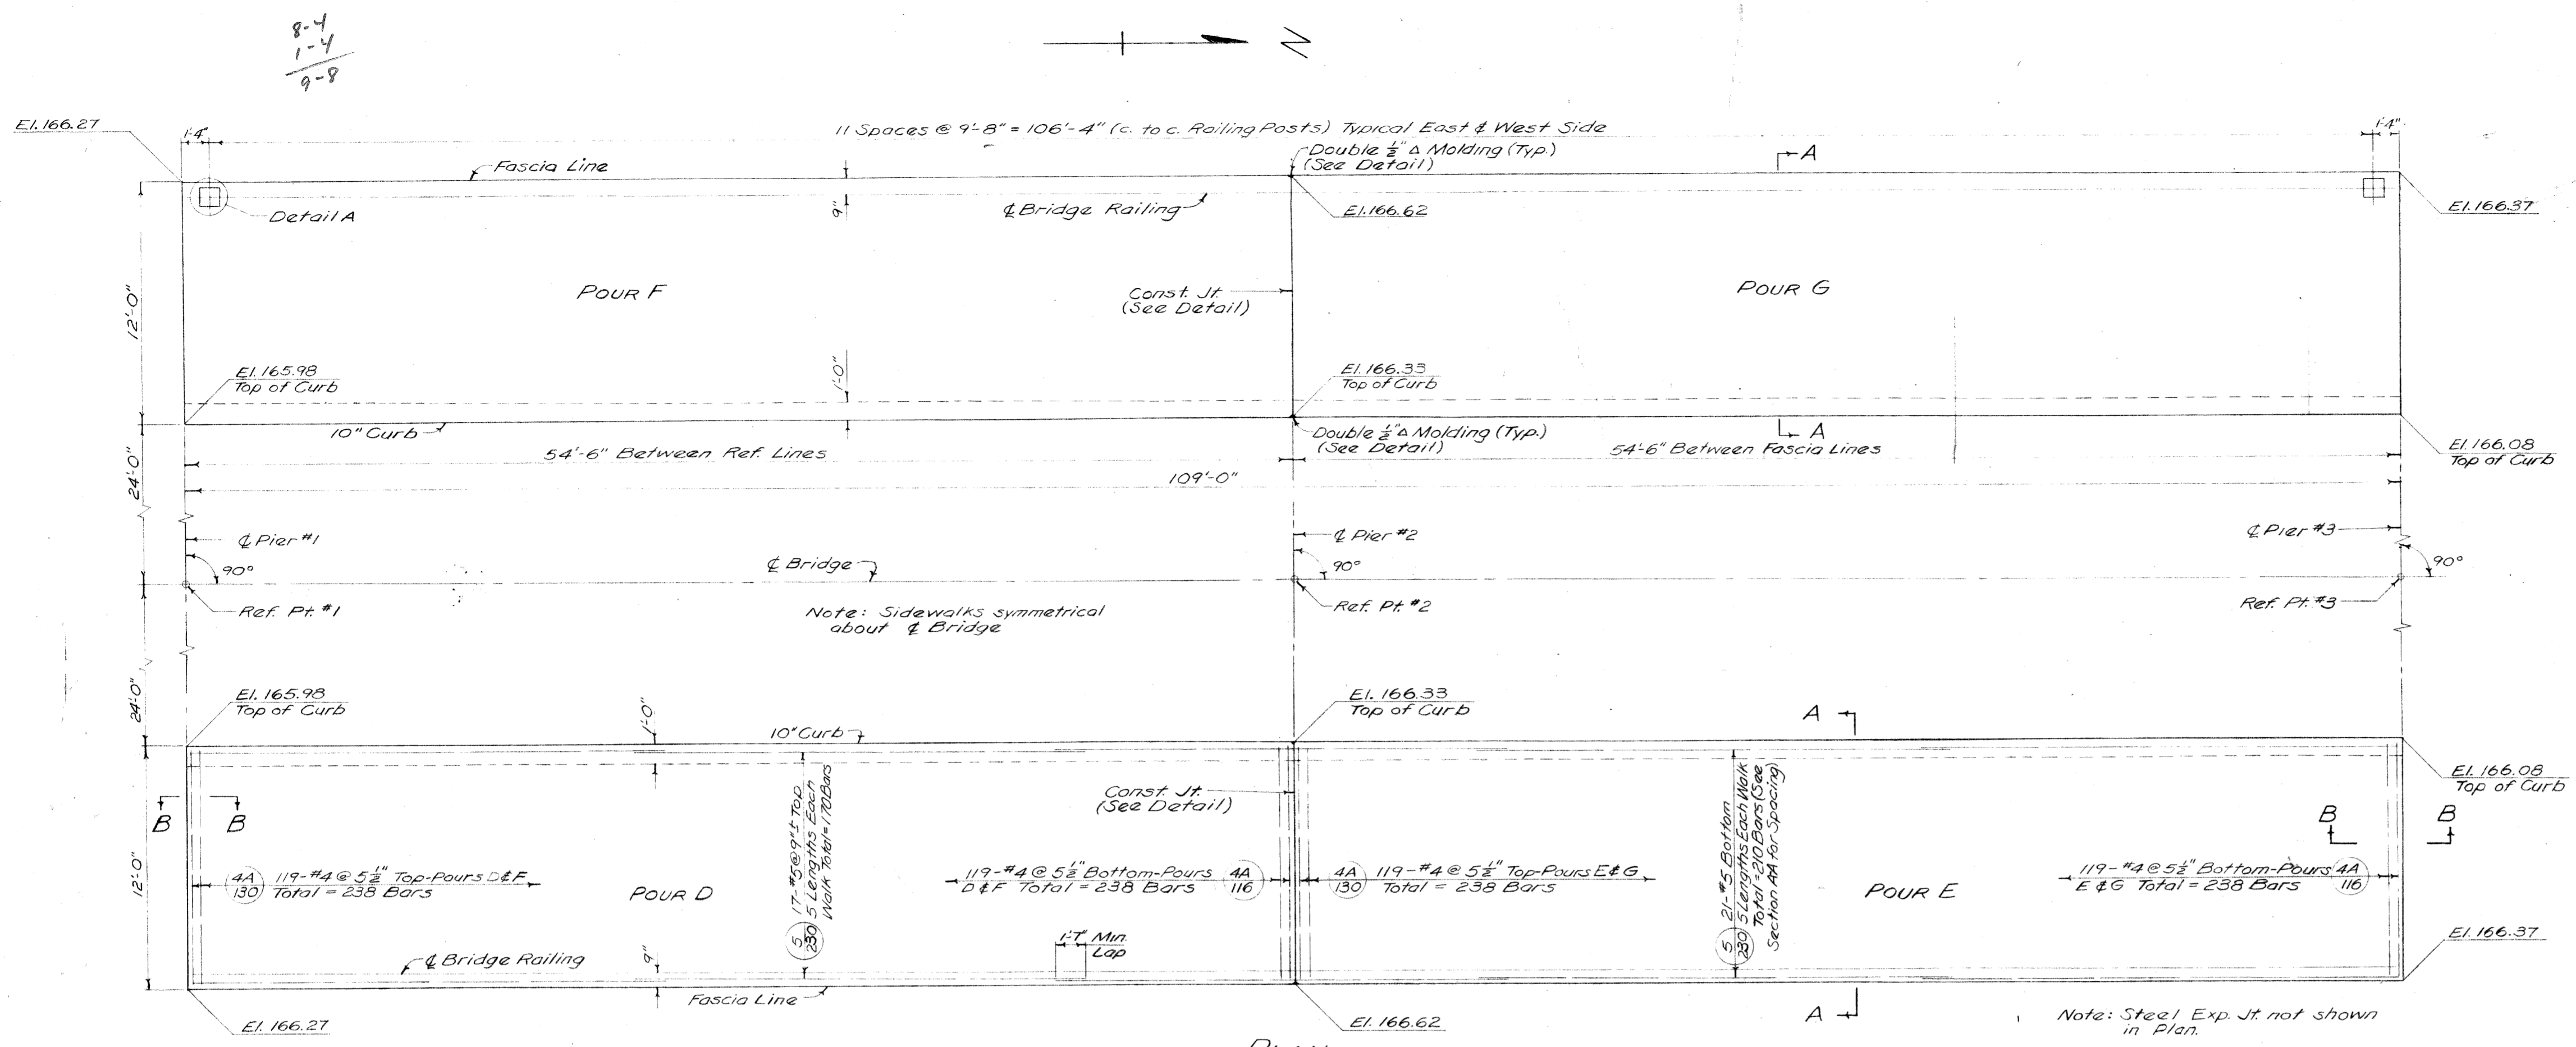 8-4
1-4
9-8
N
El. 166.27
1'-4"
11 Spaces @ 9'-8" = 106'-4" (c. to c. Railing Posts) Typical East & West Side
1'-4"
Fascia Line
Double ½" Δ Molding (Typ.)
(See Detail)
A
Detail A
9"
℄ Bridge Railing
El. 166.62
El. 166.37
12'-0"
POUR F
Const. Jt.
(See Detail)
POUR G
El. 165.98
Top of Curb
1'-0"
El. 166.33
Top of Curb
10" Curb
Double ½" Δ Molding (Typ.)
(See Detail)
A
El. 166.08
Top of Curb
24'-0"
54'-6" Between Ref. Lines
54'-6" Between Fascia Lines
109'-0"
℄ Pier #1
℄ Pier #2
℄ Pier #3
90°
℄ Bridge
90°
90°
Ref. Pt. #1
Note: Sidewalks symmetrical
about ℄ Bridge
Ref. Pt. #2
Ref. Pt. #3
24'-0"
El. 165.98
Top of Curb
1'-0"
10" Curb
El. 166.33
Top of Curb
A
El. 166.08
Top of Curb
B
B
Const. Jt.
(See Detail)
B
B
12'-0"
4A
130
119-#4 @ 5½" Top-Pours D & F
Total = 238 Bars
POUR D
5
230
17-#5 @ 9"± Top
5 Lengths Each
Walk Total=170 Bars
119-#4 @ 5½" Bottom-Pours
D & F Total = 238 Bars
4A
116
4A
130
119-#4 @ 5½" Top-Pours E & G
Total = 238 Bars
5
230
21-#5 Bottom
5 Lengths Each Walk
Total=210 Bars (See
Section AA for Spacing)
POUR E
119-#4 @ 5½" Bottom-Pours
E & G Total = 238 Bars
4A
116
℄ Bridge Railing
9"
1'-7" Min.
Lap
El. 166.37
Fascia Line
El. 166.27
El. 166.62
A
Note: Steel Exp. Jt. not shown
in Plan.
PLAN